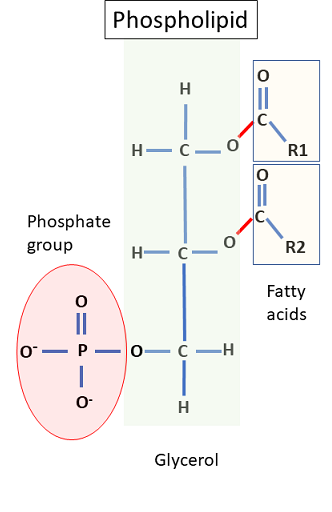 Phospholipid
H
O
H C O C R1
O
H C O C R2
Phosphate
group
Fatty
acids
O
O- P O C H
O-
H
Glycerol